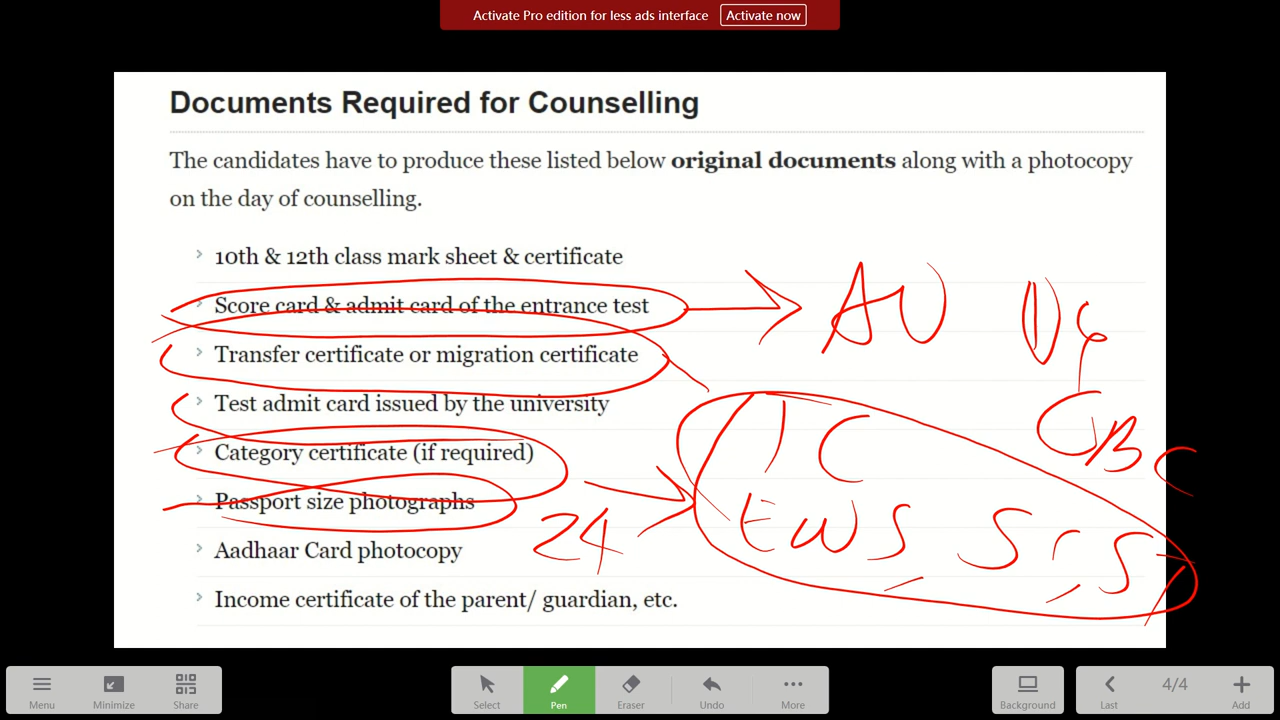 Activate Pro edition for less ads interface Activate now
Documents Required for Counselling
The candidates have to produce these listed below original documents along with a photocopy
on the day of counselling.
10th & 12th class mark sheet & certificate
Score card & admit card of the entrance test
Transfer certificate or migration certificate
Test admit card issued by the university
Category certificate (if required)
Passport size photographs
Aadhaar Card photocopy
Income certificate of the parent/ guardian, etc.
EWS SC ST
24
Menu Minimize Share Select Pen Eraser Undo More Background Last 4/4 Add